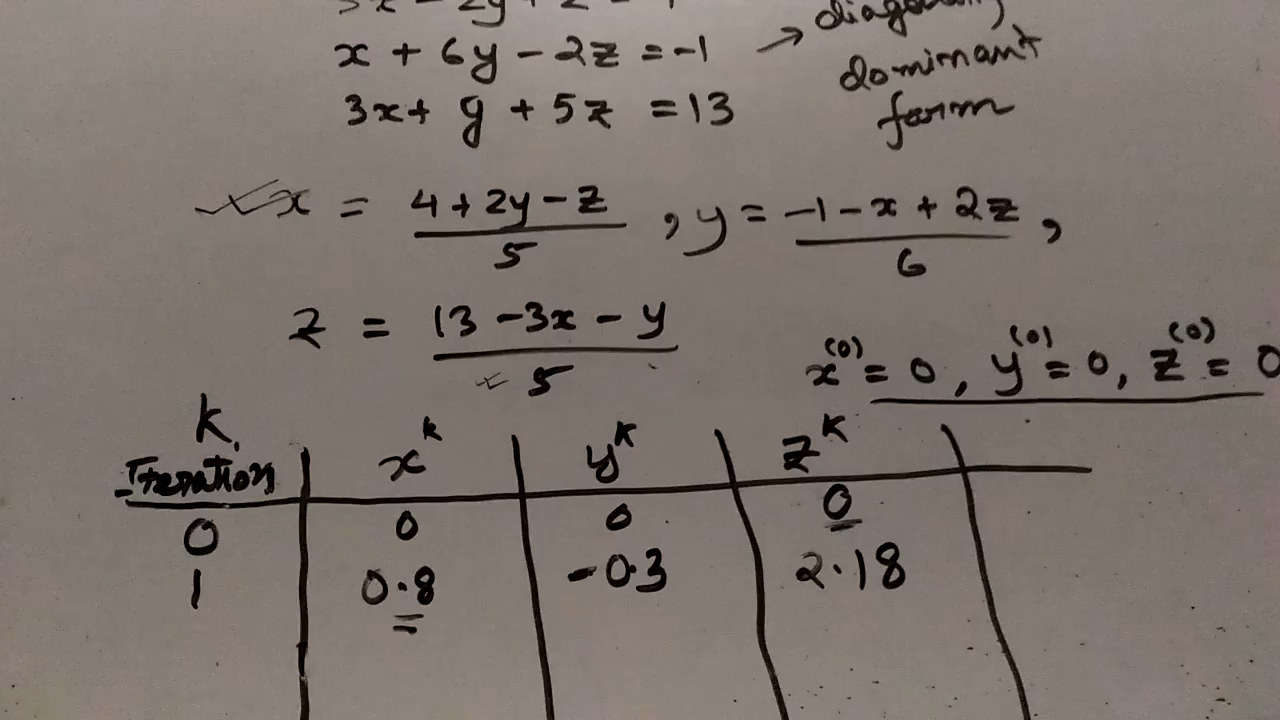 x + 6y - 2z = -1 → diagonally
3x + y + 5z = 13 dominant
form
x = (4 + 2y - z)/5 , y = (-1 - x + 2z)/6 ,
z = (13 - 3x - y)/5
x^(0) = 0 , y^(0) = 0 , z^(0) = 0
k,
Iteration x^k y^k z^k
0 0 0 0
1 0.8 -0.3 2.18